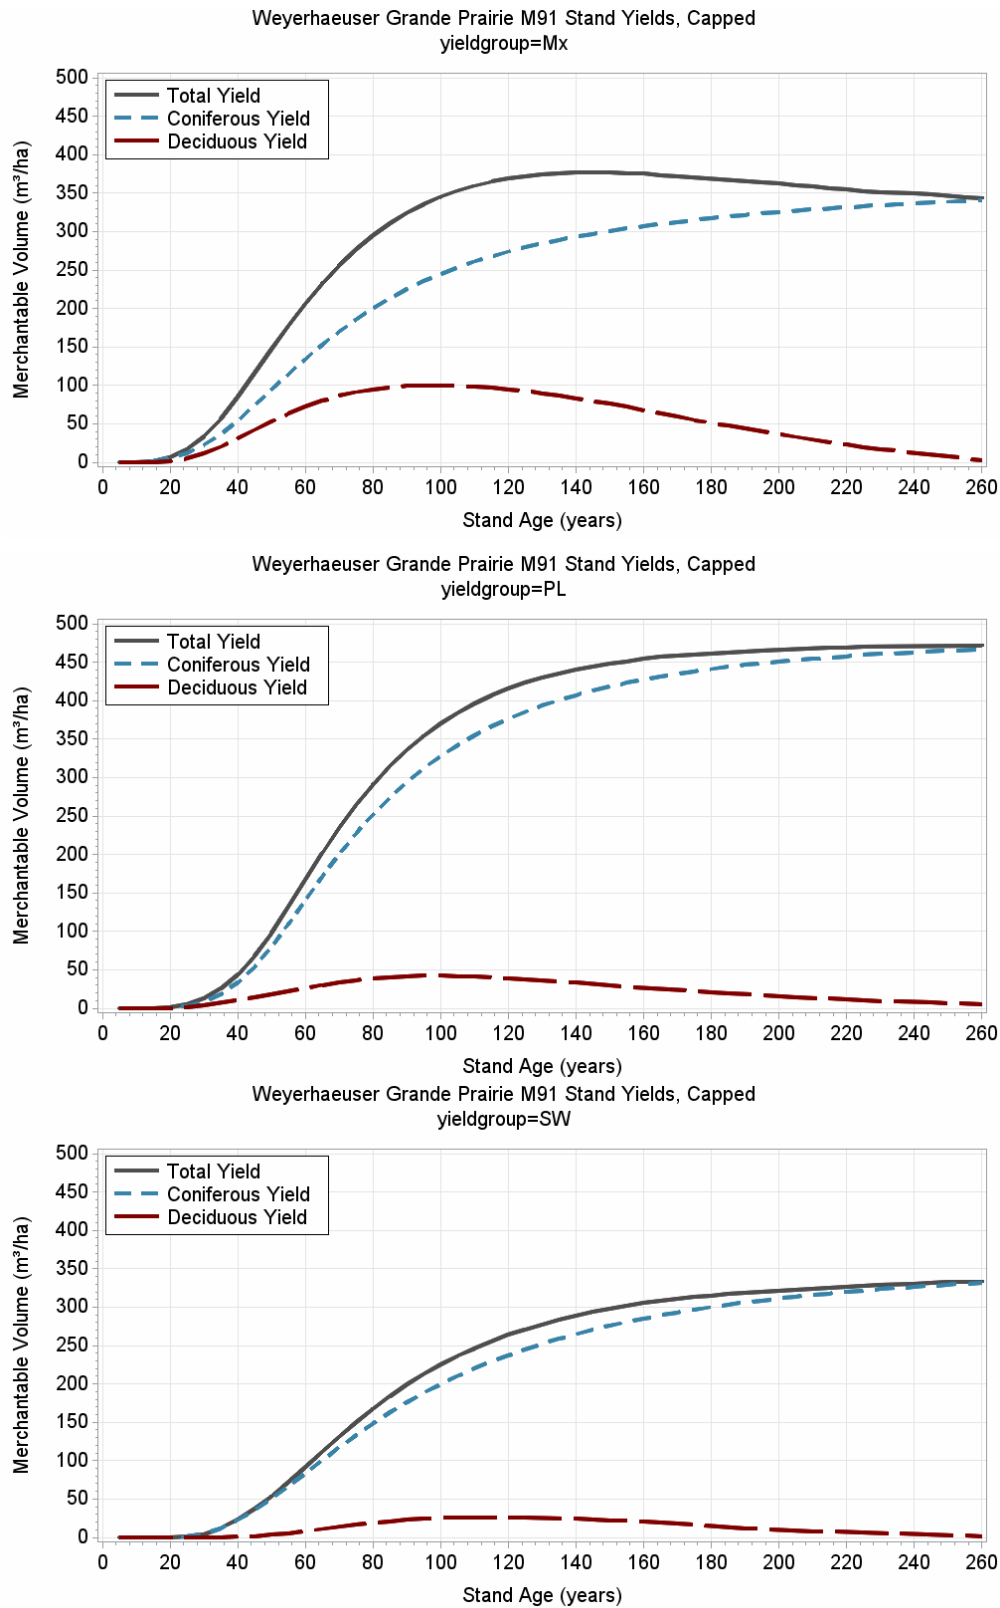 Weyerhaeuser Grande Prairie M91 Stand Yields, Capped
yieldgroup=Mx
Merchantable Volume (m³/ha)
500
450
400
350
300
250
200
150
100
50
0
Total Yield
Coniferous Yield
Deciduous Yield
0 20 40 60 80 100 120 140 160 180 200 220 240 260
Stand Age (years)
Weyerhaeuser Grande Prairie M91 Stand Yields, Capped
yieldgroup=PL
Merchantable Volume (m³/ha)
500
450
400
350
300
250
200
150
100
50
0
Total Yield
Coniferous Yield
Deciduous Yield
0 20 40 60 80 100 120 140 160 180 200 220 240 260
Stand Age (years)
Weyerhaeuser Grande Prairie M91 Stand Yields, Capped
yieldgroup=SW
Merchantable Volume (m³/ha)
500
450
400
350
300
250
200
150
100
50
0
Total Yield
Coniferous Yield
Deciduous Yield
0 20 40 60 80 100 120 140 160 180 200 220 240 260
Stand Age (years)